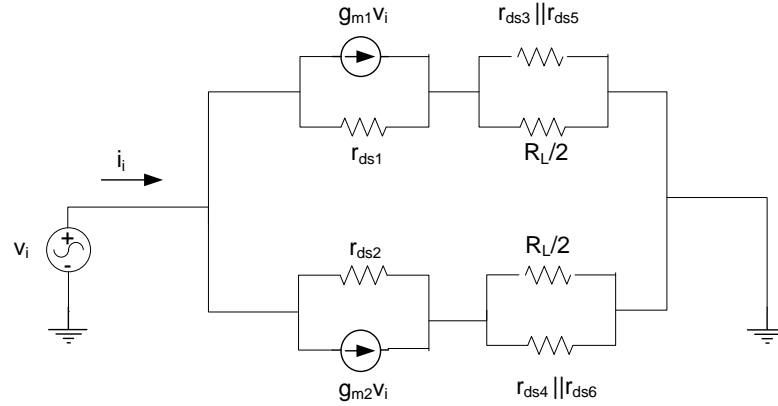 gm1vi
rds3||rds5
rds1
RL/2
ii
vi
+
-
rds2
RL/2
gm2vi
rds4||rds6